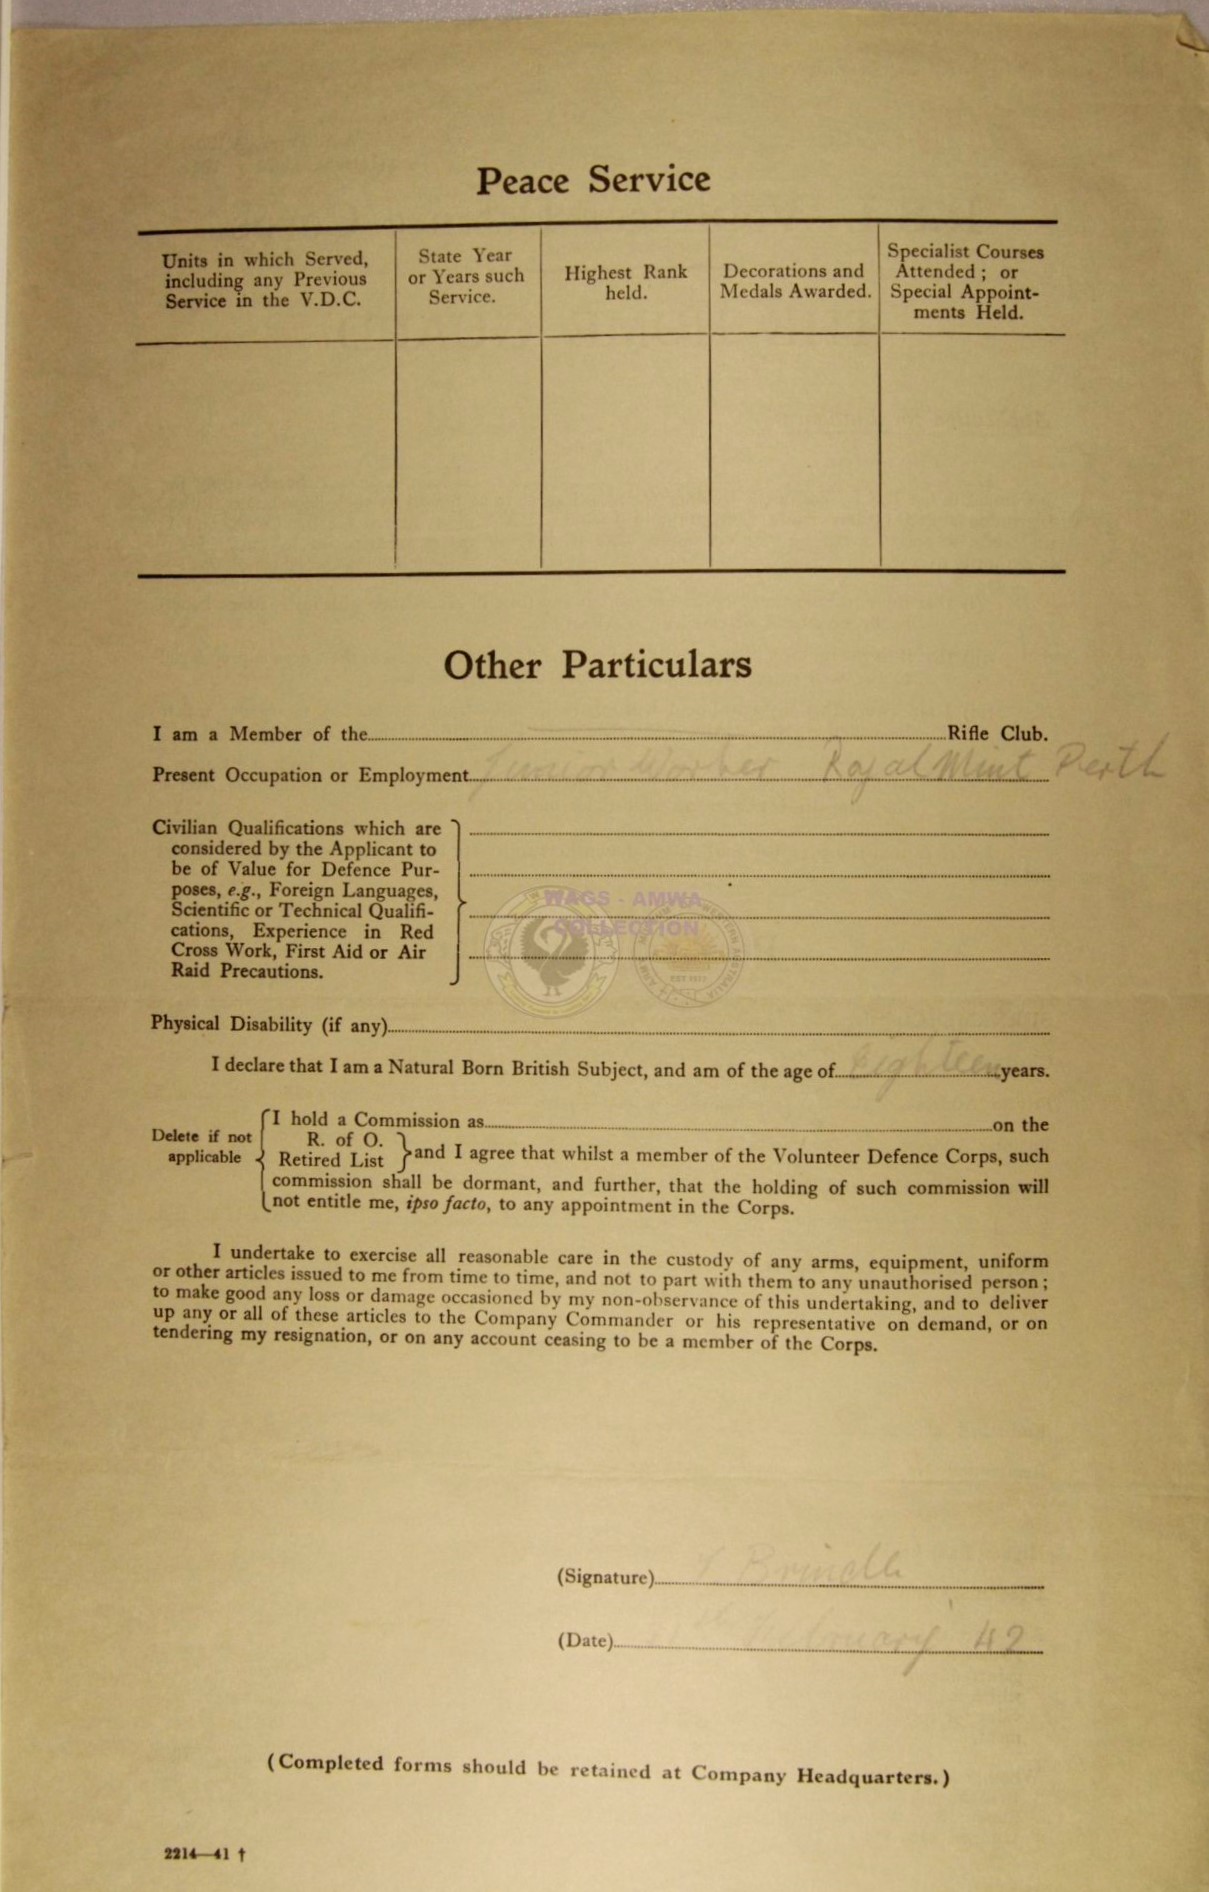 Peace Service
Units in which Served,
including any Previous
Service in the V.D.C.
State Year
or Years such
Service.
Highest Rank
held.
Decorations and
Medals Awarded.
Specialist Courses
Attended ; or
Special Appoint-
ments Held.
Other Particulars
I am a Member of the Rifle Club.
Present Occupation or Employment Junior Worker Royal Mint Perth
Civilian Qualifications which are
considered by the Applicant to
be of Value for Defence Pur-
poses, e.g., Foreign Languages,
Scientific or Technical Qualifi-
cations, Experience in Red
Cross Work, First Aid or Air
Raid Precautions.
WAGS - AMWA
COLLECTION
Physical Disability (if any)
I declare that I am a Natural Born British Subject, and am of the age of Eighteen years.
Delete if not
applicable
I hold a Commission as on the
R. of O.
Retired List } and I agree that whilst a member of the Volunteer Defence Corps, such
commission shall be dormant, and further, that the holding of such commission will
not entitle me, ipso facto, to any appointment in the Corps.
I undertake to exercise all reasonable care in the custody of any arms, equipment, uniform
or other articles issued to me from time to time, and not to part with them to any unauthorised person ;
to make good any loss or damage occasioned by my non-observance of this undertaking, and to deliver
up any or all of these articles to the Company Commander or his representative on demand, or on
tendering my resignation, or on any account ceasing to be a member of the Corps.
(Signature) Brindle
(Date) February 42
(Completed forms should be retained at Company Headquarters.)
2214—41 †